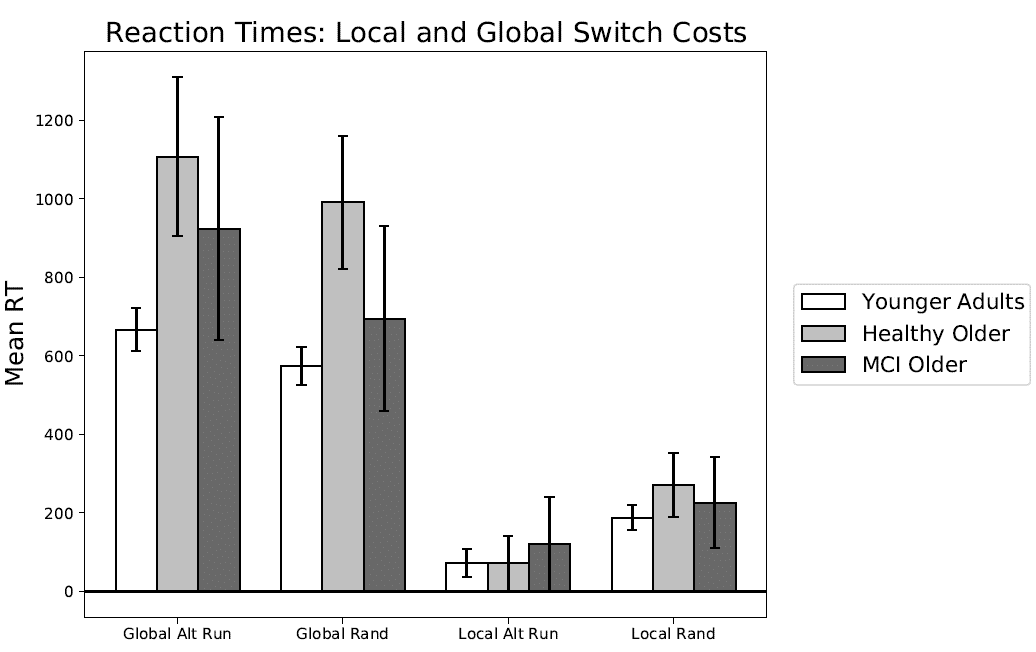 Reaction Times: Local and Global Switch Costs
Mean RT
1200
1000
800
600
400
200
0
Global Alt Run
Global Rand
Local Alt Run
Local Rand
Younger Adults
Healthy Older
MCI Older